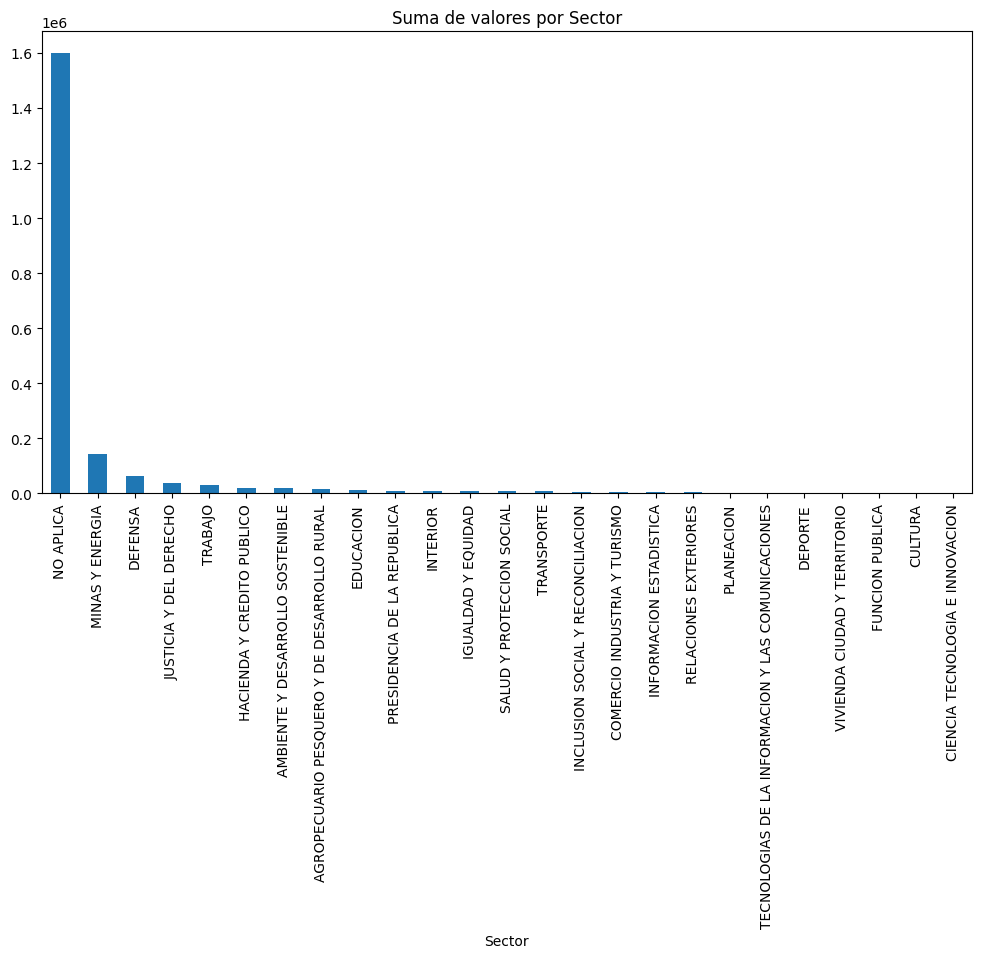 Suma de valores por Sector
1e6
1.6
1.4
1.2
1.0
0.8
0.6
0.4
0.2
0.0
NO APLICA
MINAS Y ENERGIA
DEFENSA
JUSTICIA Y DEL DERECHO
TRABAJO
HACIENDA Y CREDITO PUBLICO
AMBIENTE Y DESARROLLO SOSTENIBLE
AGROPECUARIO PESQUERO Y DE DESARROLLO RURAL
EDUCACION
PRESIDENCIA DE LA REPUBLICA
INTERIOR
IGUALDAD Y EQUIDAD
SALUD Y PROTECCION SOCIAL
TRANSPORTE
INCLUSION SOCIAL Y RECONCILIACION
COMERCIO INDUSTRIA Y TURISMO
INFORMACION ESTADISTICA
RELACIONES EXTERIORES
PLANEACION
TECNOLOGIAS DE LA INFORMACION Y LAS COMUNICACIONES
DEPORTE
VIVIENDA CIUDAD Y TERRITORIO
FUNCION PUBLICA
CULTURA
CIENCIA TECNOLOGIA E INNOVACION
Sector